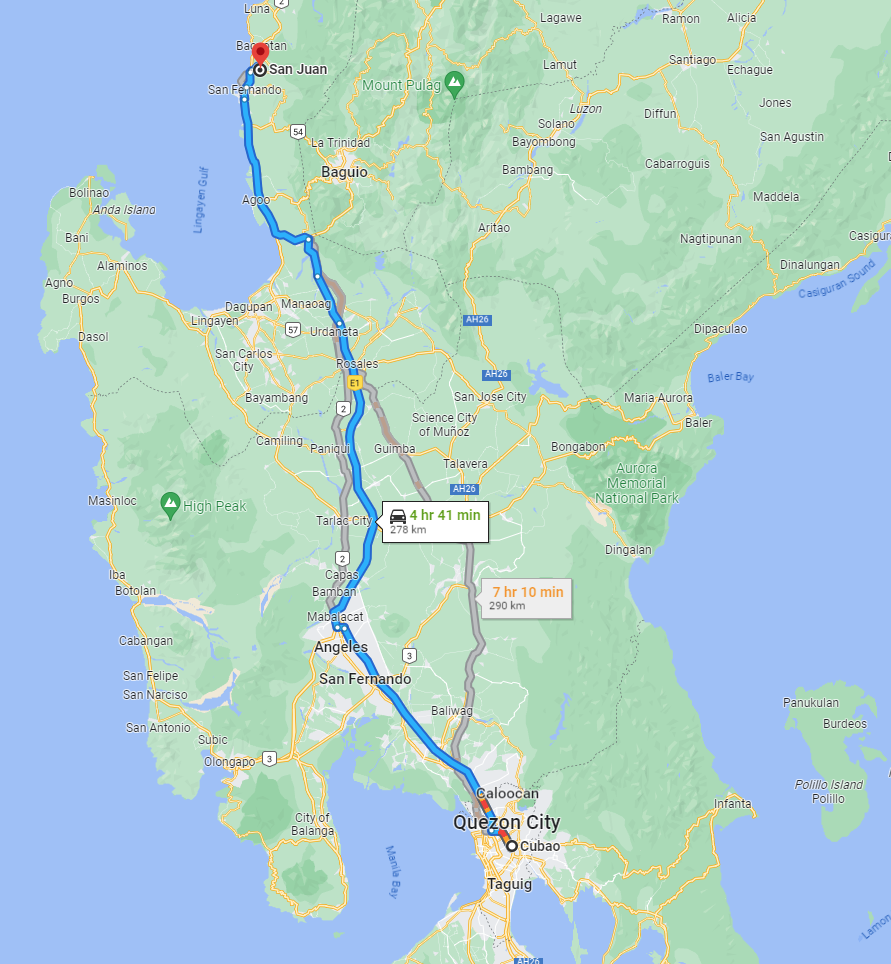 Luna
2
Lagawe
Ramon
Alicia
San Juan
San Fernando
Mount Pulag
Lamut
Santiago
Echague
Luzon
Jones
Diffun
Solano
San Agustin
54
La Trinidad
Bayombong
Baguio
Bambang
Cabarroguis
Lingayen Gulf
Bolinao
Anda Island
Agoo
Maddela
Aritao
Bani
Nagtipunan
Alaminos
Dinalungan
Casiguran Sound
Agno
Burgos
Dagupan
Manaoag
Lingayen
57
Urdaneta
AH26
Dipaculao
Dasol
San Carlos
City
Rosales
E1
AH26
Baler Bay
Bayambang
2
San Jose City
Maria Aurora
Science City
of Muñoz
Baler
Camiling
Paniqui
Guimba
Bongabon
Talavera
Aurora
Memorial
National Park
AH26
Masinloc
High Peak
Tarlac City
4 hr 41 min
278 km
Dingalan
2
Iba
Capas
Botolan
Bamban
7 hr 10 min
290 km
Mabalacat
Cabangan
Angeles
3
San Felipe
San Fernando
San Narciso
Baliwag
Panukulan
San Antonio
Burdeos
Subic
Olongapo
3
Caloocan
Polillo Island
Polillo
Infanta
City of
Balanga
Quezon City
Cubao
Manila Bay
Taguig
AH26